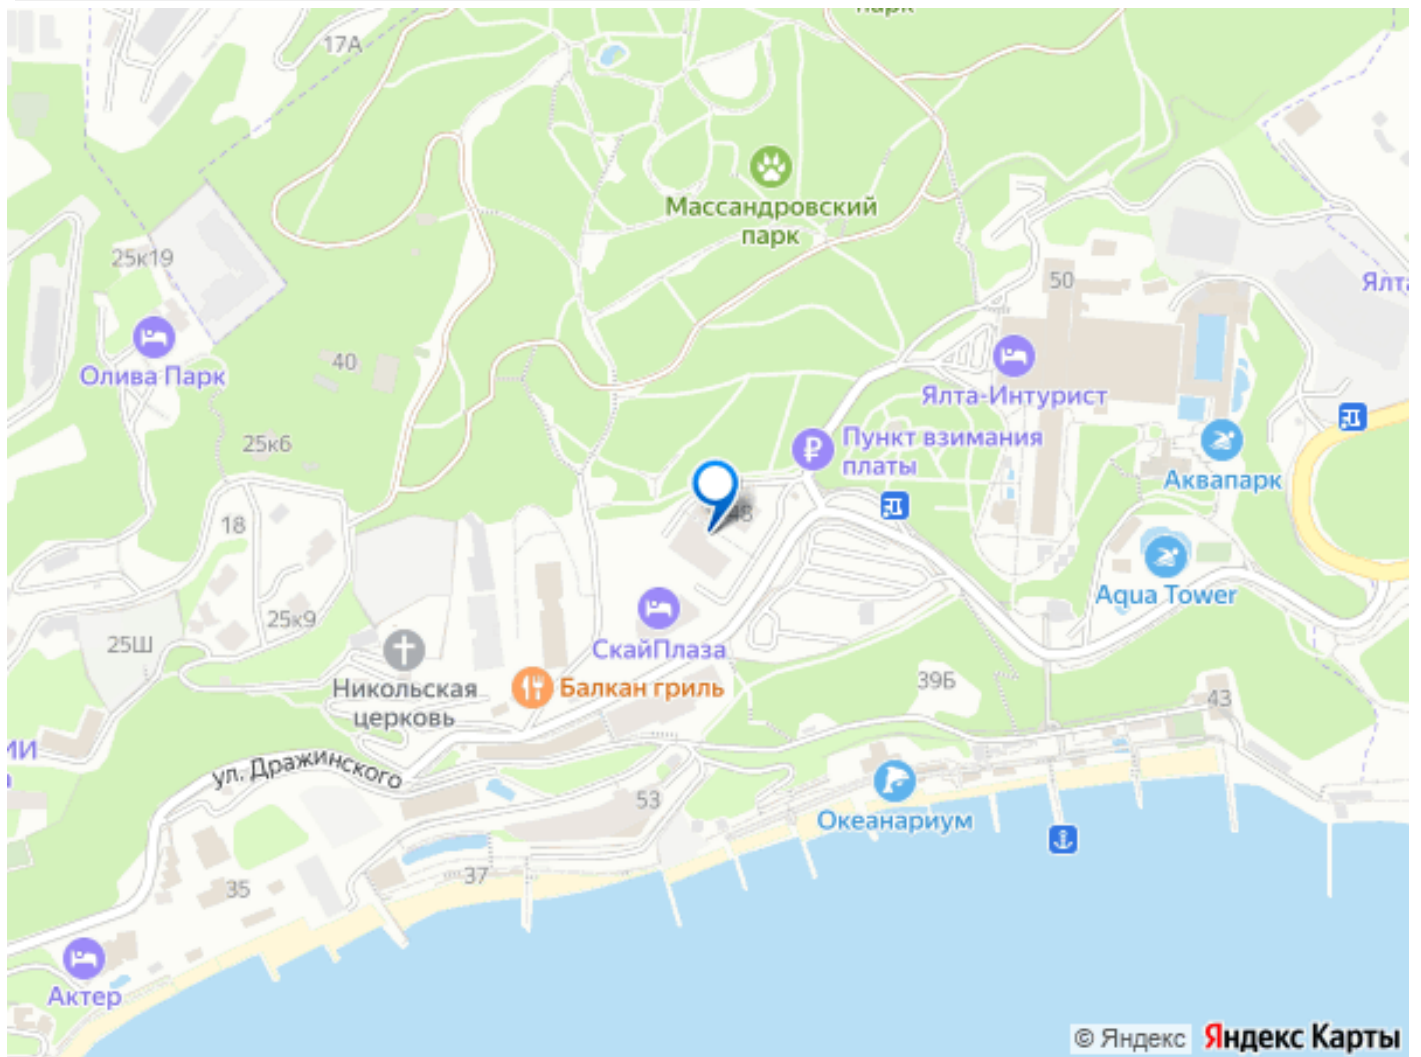 парк
17А
Массандровский
парк
25к19
50
Ялта
Олива Парк
40
Ялта-Интурист
25к6
Пункт взимания
платы
Аквапарк
18
48
Aqua Tower
25к9
25Ш
СкайПлаза
Никольская
церковь
Балкан гриль
39Б
43
ИИ
ул. Дражинского
53
Океанариум
37
35
Актер
© Яндекс
Яндекс Карты